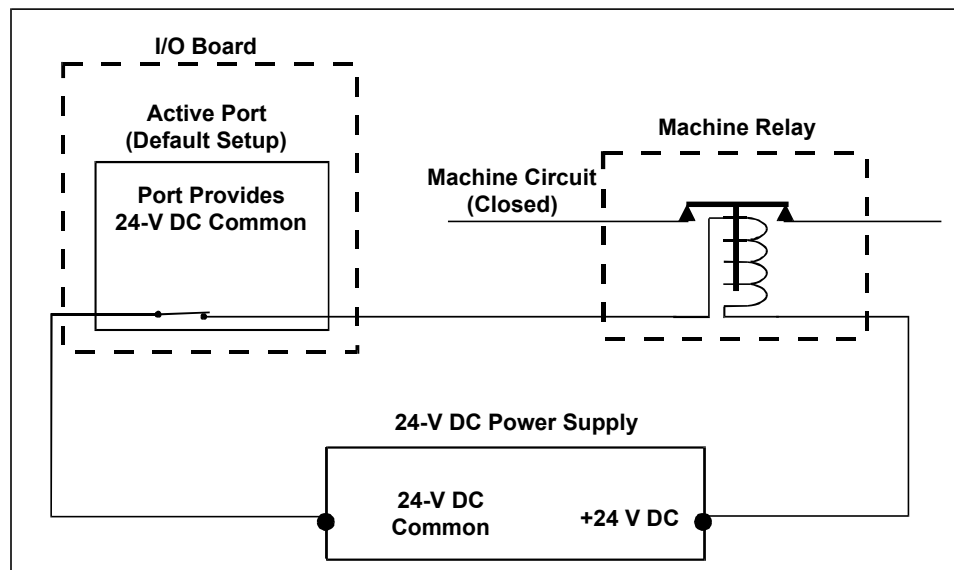 I/O Board
Active Port
(Default Setup)
Port Provides
24-V DC Common
Machine Relay
Machine Circuit
(Closed)
24-V DC Power Supply
24-V DC
Common
+24 V DC